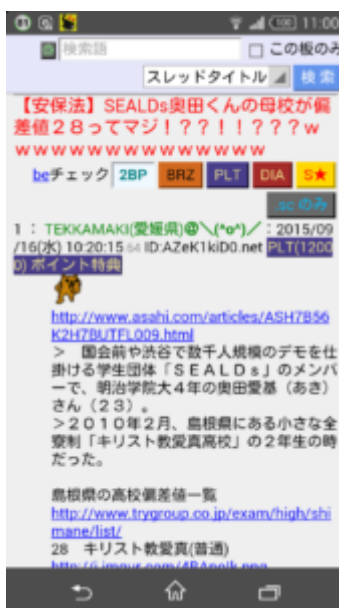 11:00
検索語
この板のみ
スレッドタイトル
検索
【安保法】SEALDs奥田くんの母校が偏
差値28ってマジ！??！！???w
wwwwwwwwwwwwww
beチェック 2BP BRZ PLT DIA S★
.sc のみ
1 : TEKKAMAKI(愛媛県)@＼(^o^)／ : 2015/09
/16(水) 10:20:15.64 ID:AZeK1kiD0.net PLT(1200
0) ポイント特典
http://www.asahi.com/articles/ASH7B56
K2H7BUTFL009.html
> 国会前や渋谷で数千人規模のデモを仕
掛ける学生団体「SEALDs」のメンバ
ーで、明治学院大4年の奥田愛基（あき）
さん（23）。
>2010年2月、島根県にある小さな全
寮制「キリスト教愛真高校」の2年生の時
だった。
島根県の高校偏差値一覧
http://www.trygroup.co.jp/exam/high/shi
mane/list/
28 キリスト教愛真(普通)